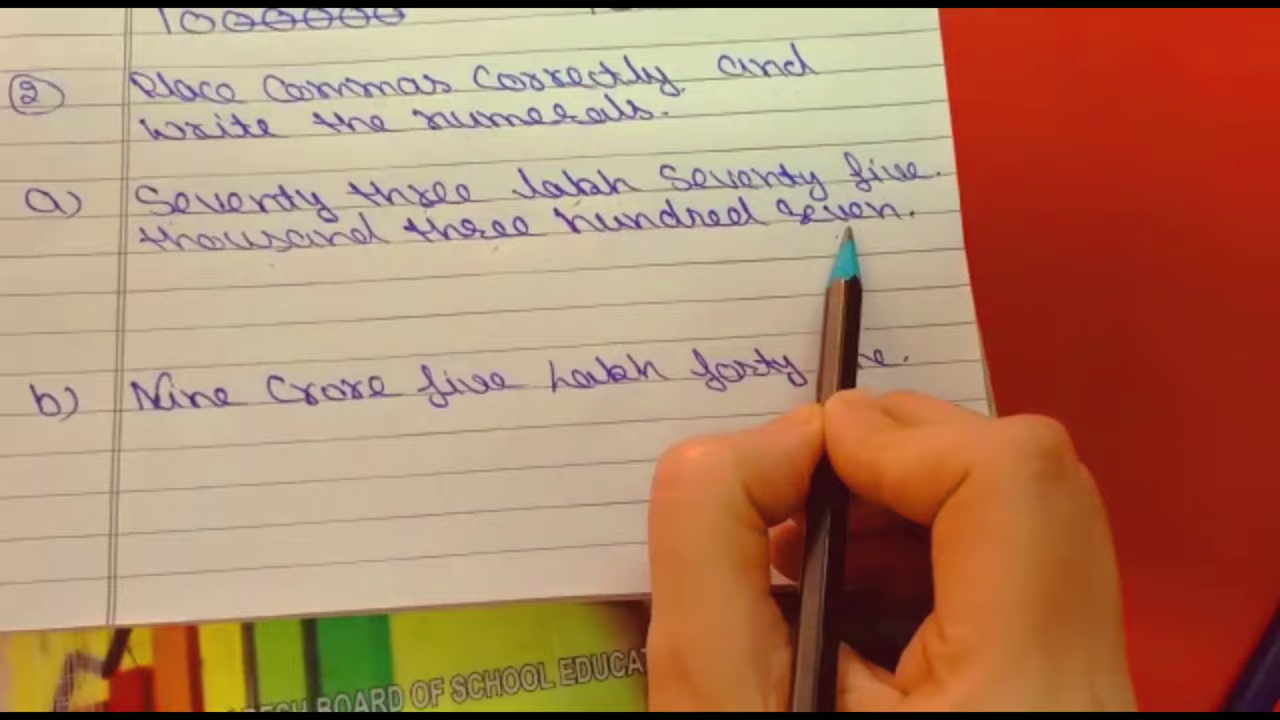 1000000
② Place Commas Correctly and
write the numerals.
a) Seventy three lakh Seventy five.
thousand three hundred seven.
b) Nine Crore five Lakh forty
BOARD OF SCHOOL